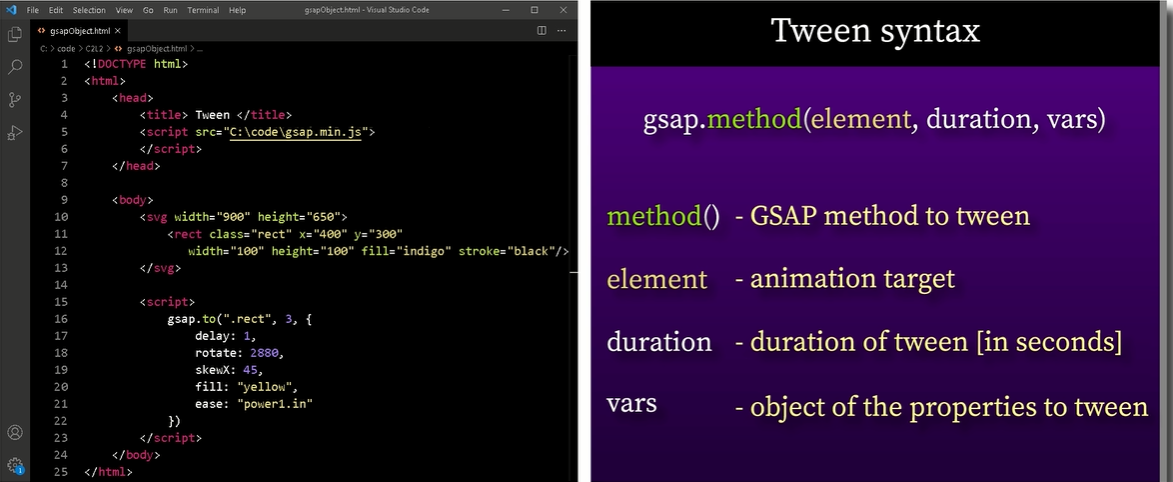 File Edit Selection View Go Run Terminal Help gsapObject.html - Visual Studio Code
gsapObject.html
C: > code > C2L2 > gsapObject.html > ...
1 <!DOCTYPE html>
2 <html>
3 <head>
4 <title> Tween </title>
5 <script src="C:\code\gsap.min.js">
6 </script>
7 </head>
8
9 <body>
10 <svg width="900" height="650">
11 <rect class="rect" x="400" y="300"
12 width="100" height="100" fill="indigo" stroke="black"/>
13 </svg>
14
15 <script>
16 gsap.to(".rect", 3, {
17 delay: 1,
18 rotate: 2880,
19 skewX: 45,
20 fill: "yellow",
21 ease: "power1.in"
22 })
23 </script>
24 </body>
25 </html>
1
Tween syntax
gsap.method(element, duration, vars)
method() - GSAP method to tween
element - animation target
duration - duration of tween [in seconds]
vars - object of the properties to tween